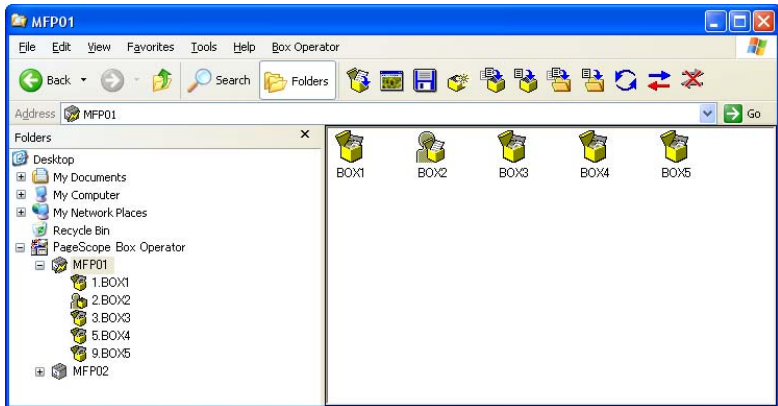 MFP01
File Edit View Favorites Tools Help Box Operator
Back Search Folders
Address MFP01 Go
Folders
Desktop
My Documents
My Computer
My Network Places
Recycle Bin
PageScope Box Operator
MFP01
1.BOX1
2.BOX2
3.BOX3
5.BOX4
9.BOX5
MFP02
BOX1 BOX2 BOX3 BOX4 BOX5